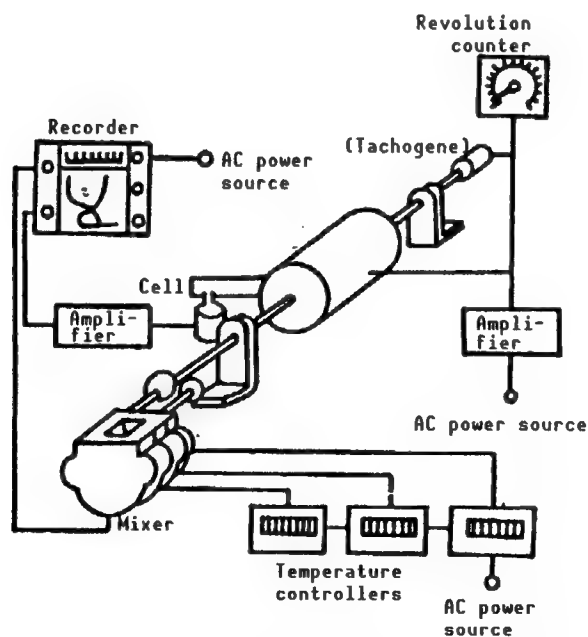 Revolution
counter
Recorder
(Tachogene)
AC power
source
Cell
Ampli-
fier
Ampli-
fier
AC power source
Mixer
Temperature
controllers
AC power
source